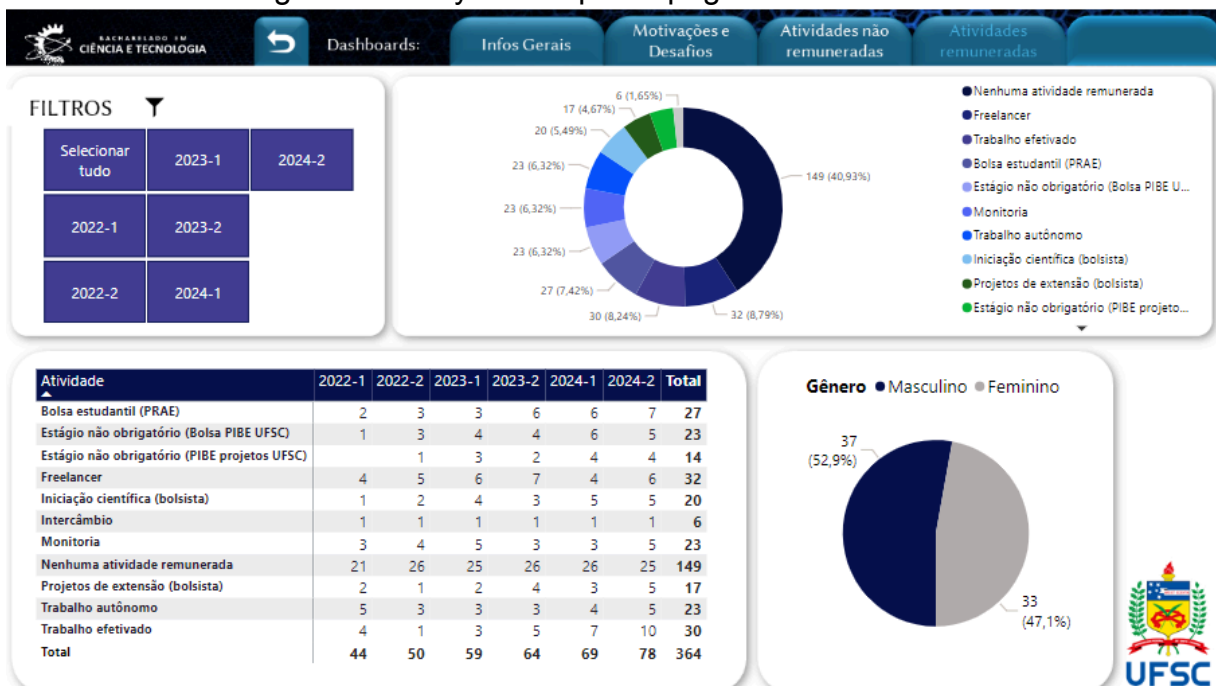 BACHARELADO EM
CIÊNCIA E TECNOLOGIA
Dashboards:
Infos Gerais
Motivações e
Desafios
Atividades não
remuneradas
Atividades
remuneradas
FILTROS
Selecionar
tudo
2023-1
2024-2
2022-1
2023-2
2022-2
2024-1
6 (1,65%)
17 (4,67%)
20 (5,49%)
23 (6,32%)
23 (6,32%)
23 (6,32%)
27 (7,42%)
30 (8,24%)
32 (8,79%)
149 (40,93%)
Nenhuma atividade remunerada
Freelancer
Trabalho efetivado
Bolsa estudantil (PRAE)
Estágio não obrigatório (Bolsa PIBE U...
Monitoria
Trabalho autônomo
Iniciação científica (bolsista)
Projetos de extensão (bolsista)
Estágio não obrigatório (PIBE projeto...
Atividade 2022-1 2022-2 2023-1 2023-2 2024-1 2024-2 Total
Bolsa estudantil (PRAE) 2 3 3 6 6 7 27
Estágio não obrigatório (Bolsa PIBE UFSC) 1 3 4 4 6 5 23
Estágio não obrigatório (PIBE projetos UFSC) 1 3 2 4 4 14
Freelancer 4 5 6 7 4 6 32
Iniciação científica (bolsista) 1 2 4 3 5 5 20
Intercâmbio 1 1 1 1 1 1 6
Monitoria 3 4 5 3 3 5 23
Nenhuma atividade remunerada 21 26 25 26 26 25 149
Projetos de extensão (bolsista) 2 1 2 4 3 5 17
Trabalho autônomo 5 3 3 3 4 5 23
Trabalho efetivado 4 1 3 5 7 10 30
Total 44 50 59 64 69 78 364
Gênero Masculino Feminino
37
(52,9%)
33
(47,1%)
UFSC